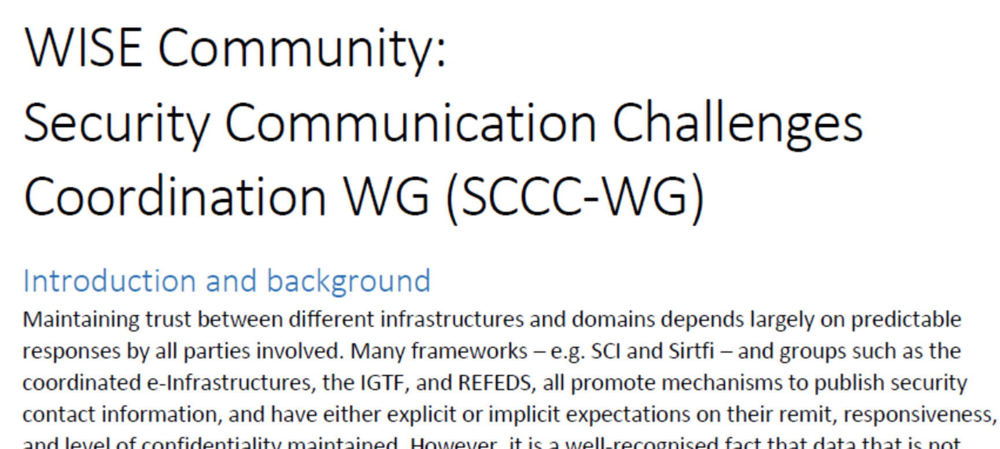 WISE Community:
Security Communication Challenges
Coordination WG (SCCC-WG)
Introduction and background
Maintaining trust between different infrastructures and domains depends largely on predictable
responses by all parties involved. Many frameworks – e.g. SCI and Sirtfi – and groups such as the
coordinated e-Infrastructures, the IGTF, and REFEDS, all promote mechanisms to publish security
contact information, and have either explicit or implicit expectations on their remit, responsiveness,
and level of confidentiality maintained. However, it is a well-recognised fact that data that is not